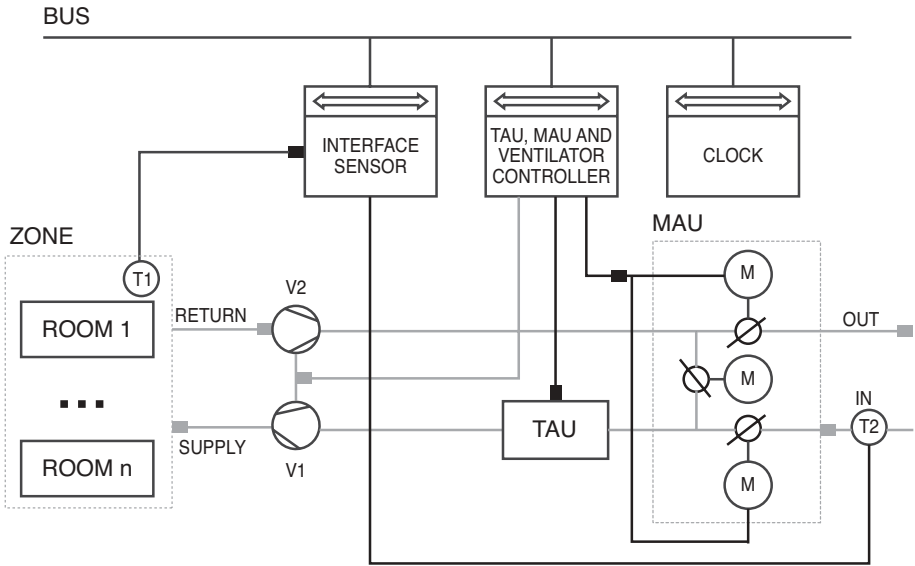 BUS
INTERFACE
SENSOR
TAU, MAU AND
VENTILATOR
CONTROLLER
CLOCK
ZONE
MAU
T1
M
V2
ROOM 1
RETURN
OUT
M
IN
ROOM n
SUPPLY
V1
TAU
T2
M